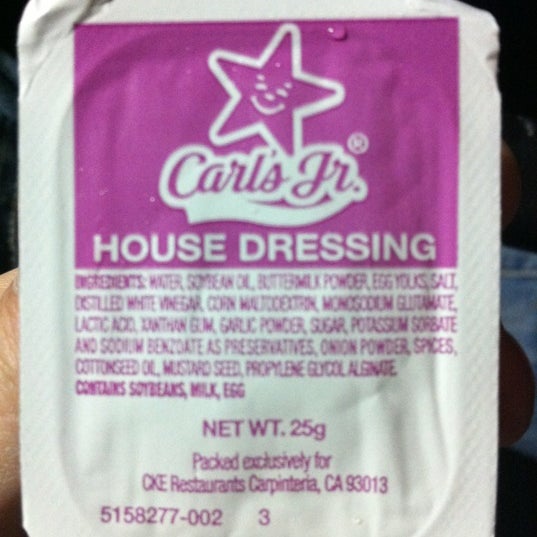 Carl's Jr.®
HOUSE DRESSING
INGREDIENTS: WATER, SOYBEAN OIL, BUTTERMILK POWDER, EGG YOLKS, SALT,
DISTILLED WHITE VINEGAR, CORN MALTODEXTRIN, MONOSODIUM GLUTAMATE,
LACTIC ACID, XANTHAN GUM, GARLIC POWDER, SUGAR, POTASSIUM SORBATE
AND SODIUM BENZOATE AS PRESERVATIVES, ONION POWDER, SPICES,
COTTONSEED OIL, MUSTARD SEED, PROPYLENE GLYCOL ALGINATE.
CONTAINS SOYBEANS, MILK, EGG
NET WT. 25g
Packed exclusively for
CKE Restaurants Carpinteria, CA 93013
5158277-002 3